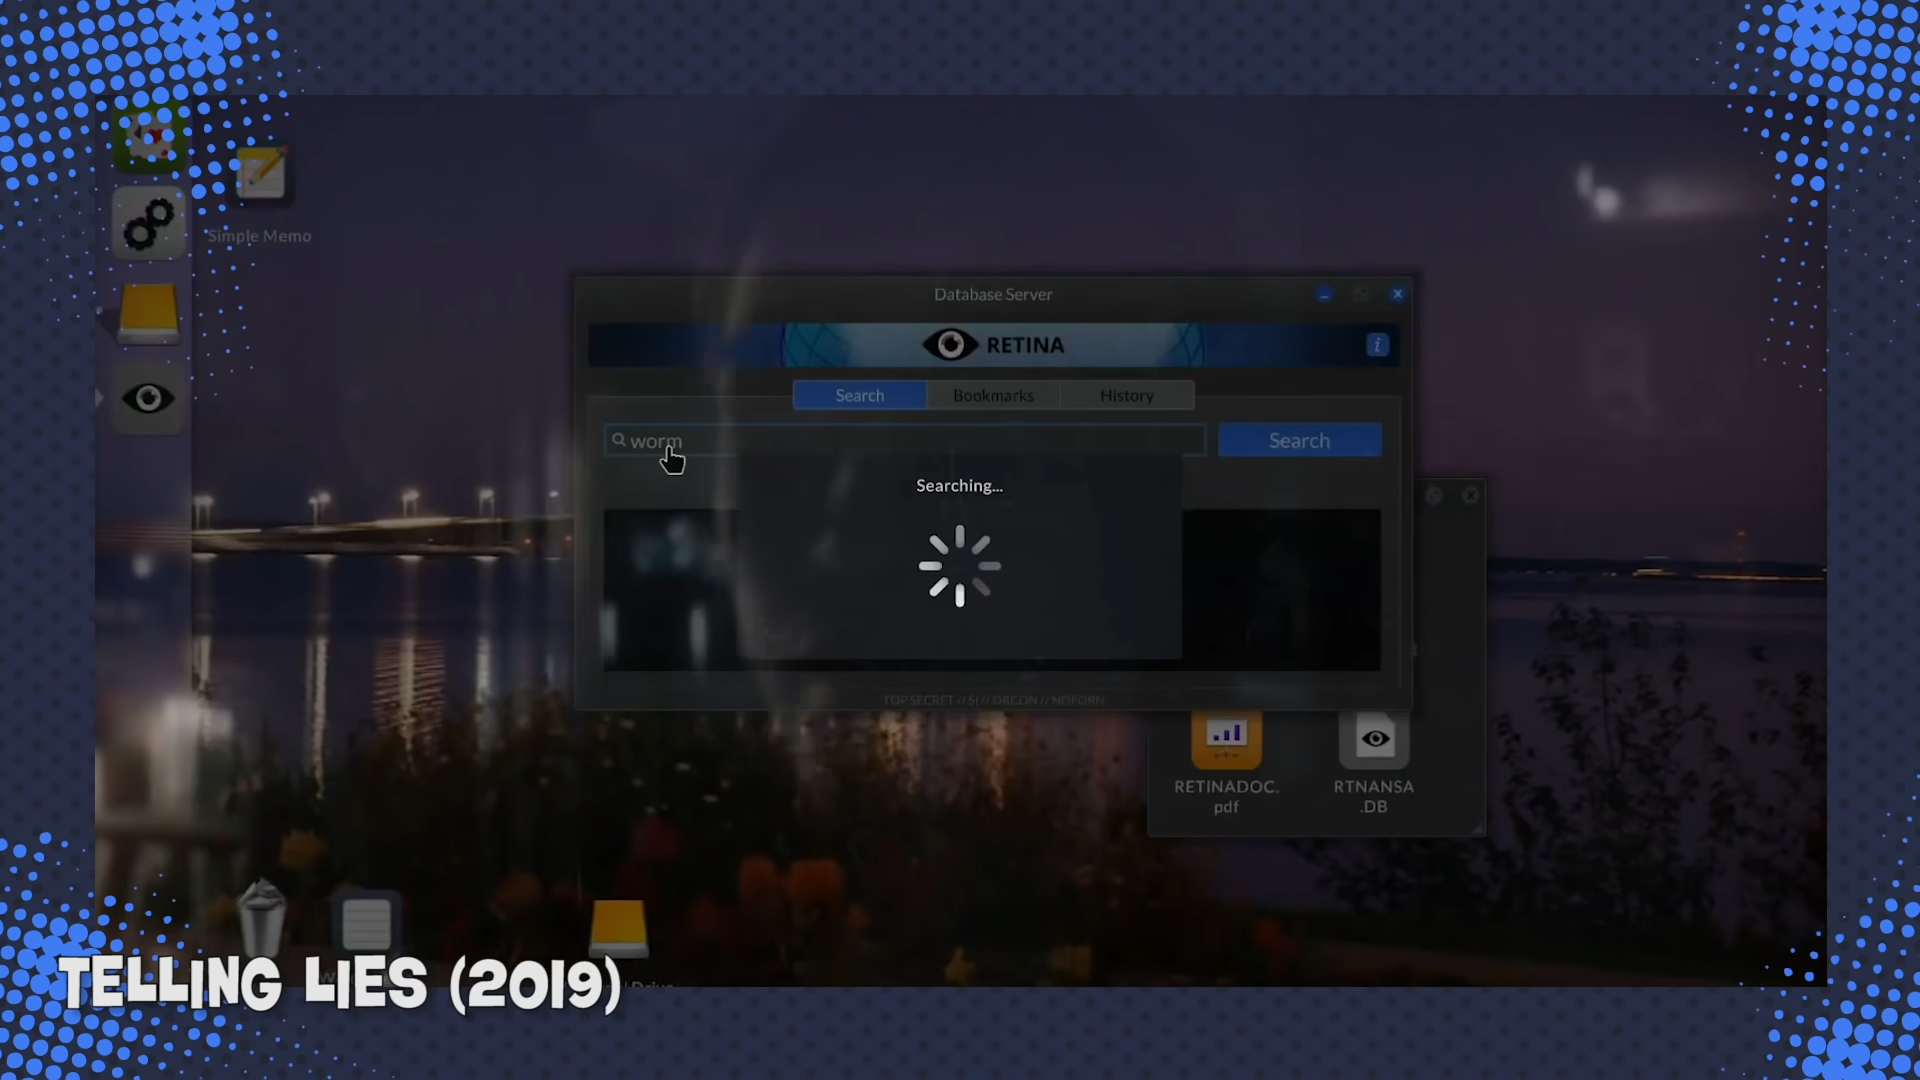 Simple Memo
Database Server
RETINA
i
Search
Bookmarks
History
worm
Search
Searching...
TOP SECRET // SI // ORCON // NOFORN
RETINADOC.
pdf
RTNANSA
.DB
Drive
TELLING LIES (2019)